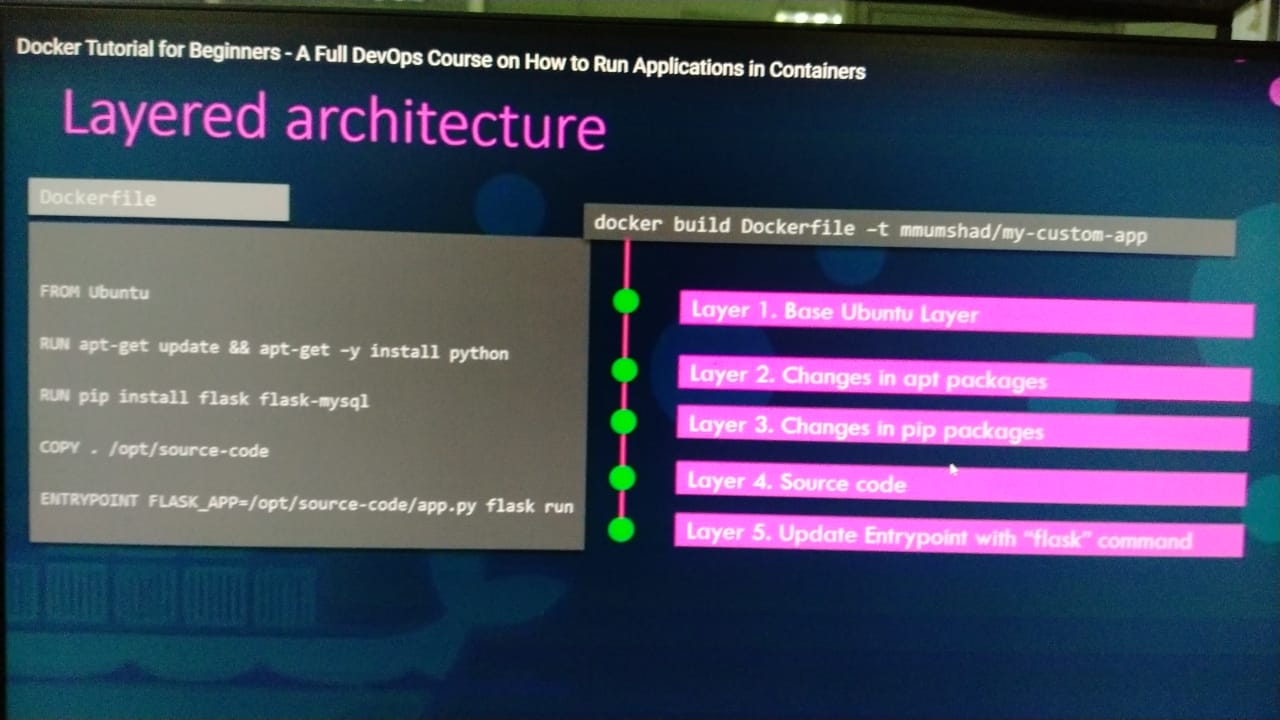 Docker Tutorial for Beginners - A Full DevOps Course on How to Run Applications in Containers
Layered architecture
Dockerfile
FROM Ubuntu
RUN apt-get update && apt-get –y install python
RUN pip install flask flask-mysql
COPY . /opt/source-code
ENTRYPOINT FLASK_APP=/opt/source-code/app.py flask run
docker build Dockerfile –t mmumshad/my-custom-app
Layer 1. Base Ubuntu Layer
Layer 2. Changes in apt packages
Layer 3. Changes in pip packages
Layer 4. Source code
Layer 5. Update Entrypoint with “flask” command